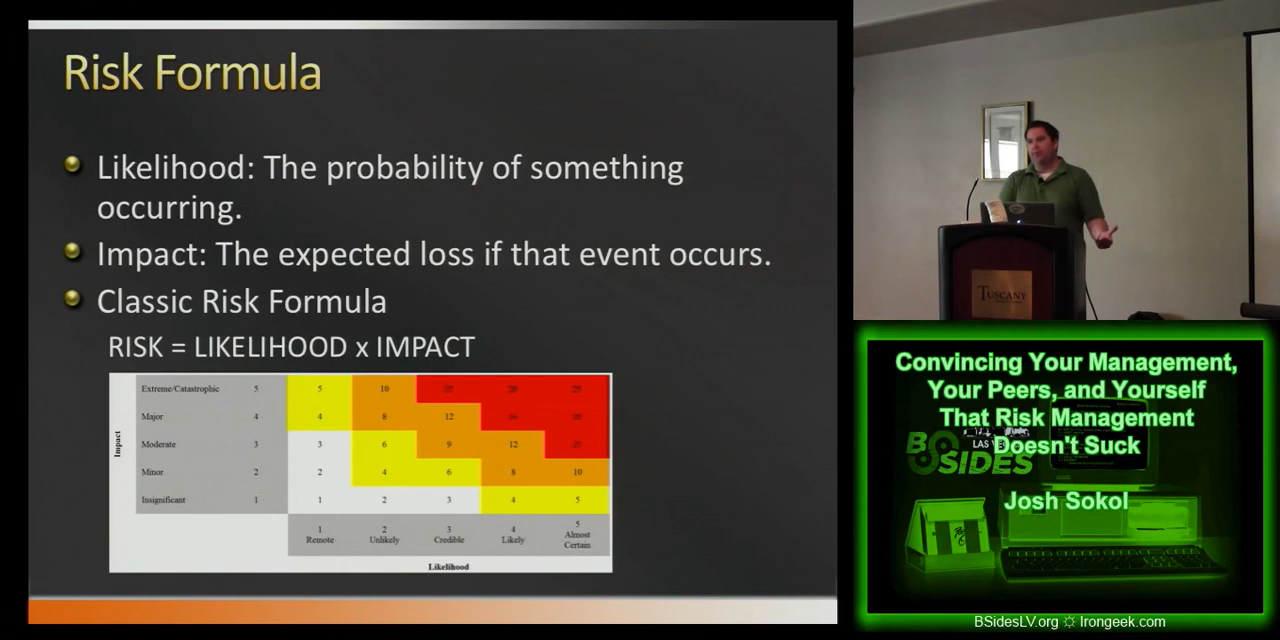 Risk Formula
Likelihood: The probability of something
occurring.
Impact: The expected loss if that event occurs.
Classic Risk Formula
RISK = LIKELIHOOD x IMPACT
Impact
Extreme/Catastrophic 5 5 10 20 25
Major 4 4 8 12
Moderate 3 3 6 9 12
Minor 2 2 4 6 8 10
Insignificant 1 1 2 3 4 5
1 2 3 4 5
Remote Unlikely Credible Likely Almost
Certain
Likelihood
TUSCANY
Convincing Your Management,
Your Peers, and Yourself
That Risk Management
Doesn't Suck
LAS
BSIDES
Josh Sokol
BSidesLV.org ☼ Irongeek.com